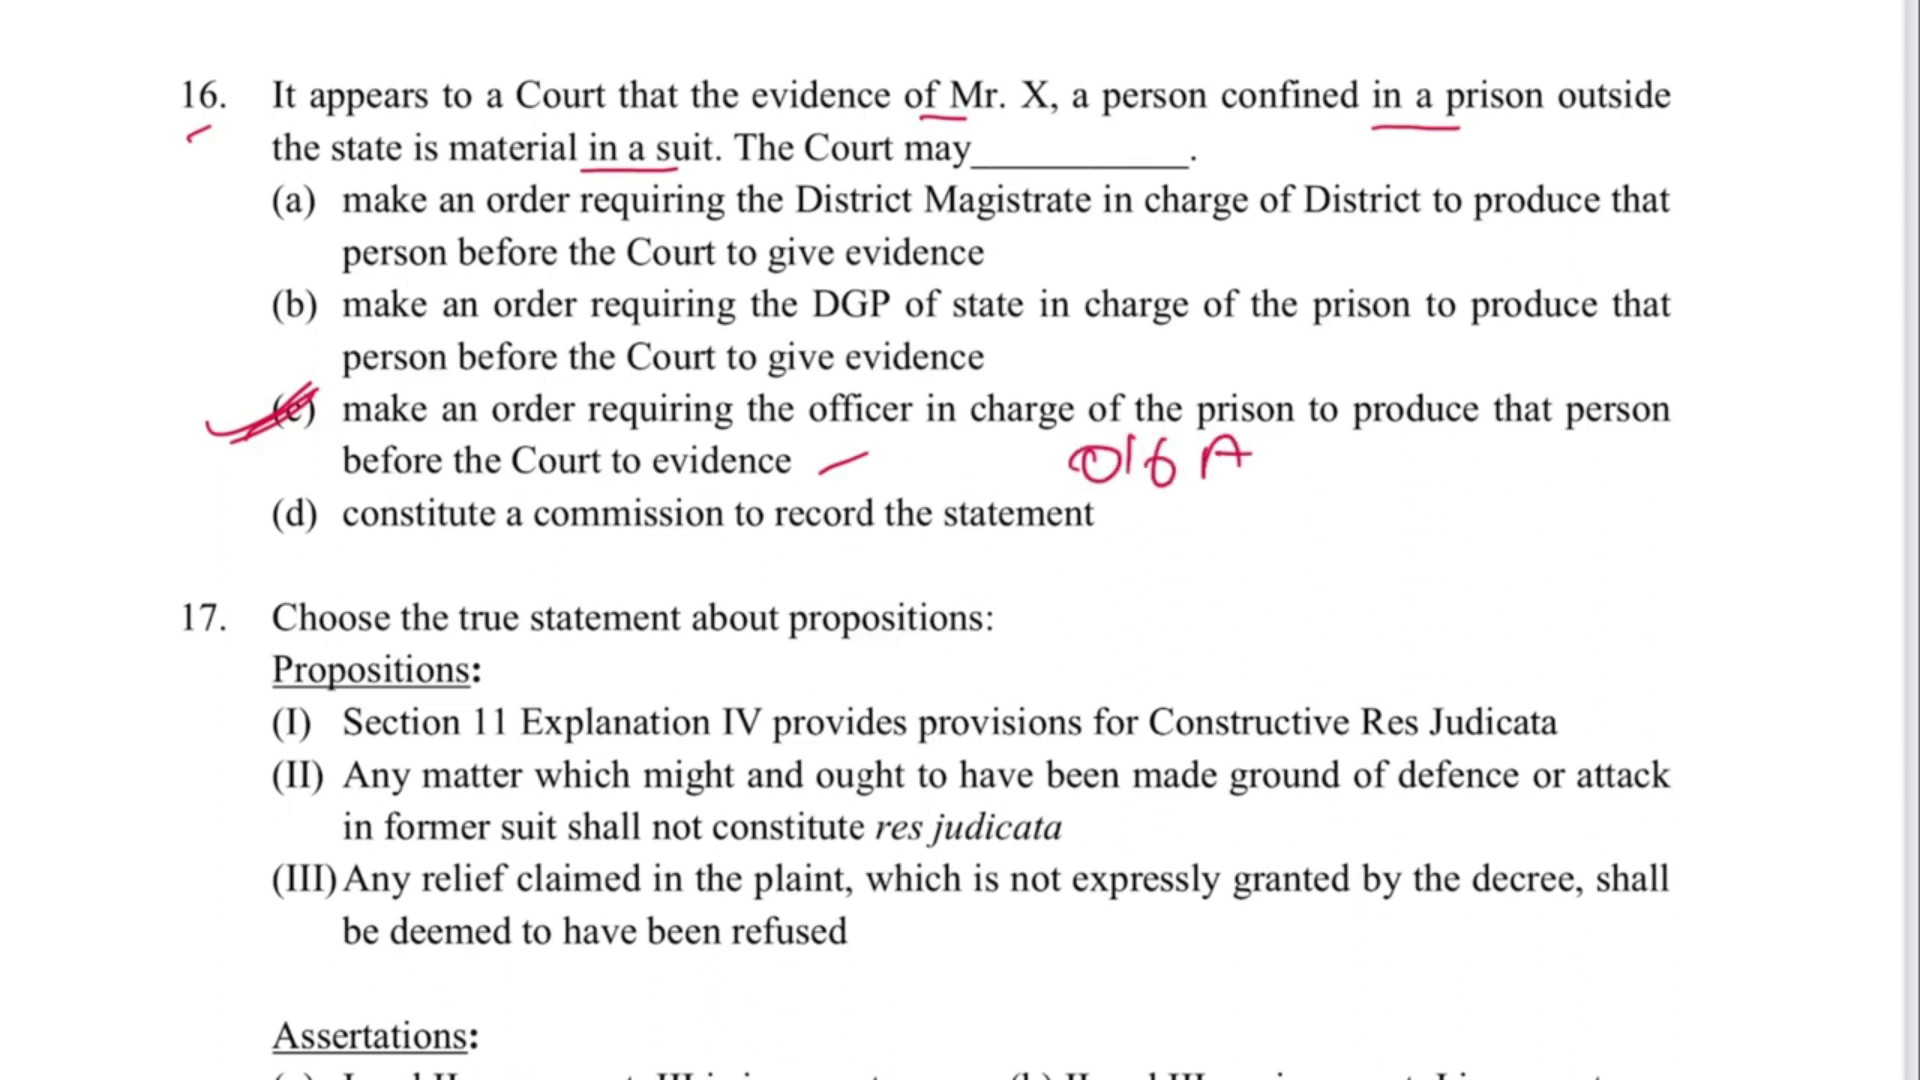 16. It appears to a Court that the evidence of Mr. X, a person confined in a prison outside
the state is material in a suit. The Court may____________.
(a) make an order requiring the District Magistrate in charge of District to produce that
person before the Court to give evidence
(b) make an order requiring the DGP of state in charge of the prison to produce that
person before the Court to give evidence
(c) make an order requiring the officer in charge of the prison to produce that person
before the Court to evidence
O16 A
(d) constitute a commission to record the statement
17. Choose the true statement about propositions:
Propositions:
(I) Section 11 Explanation IV provides provisions for Constructive Res Judicata
(II) Any matter which might and ought to have been made ground of defence or attack
in former suit shall not constitute res judicata
(III) Any relief claimed in the plaint, which is not expressly granted by the decree, shall
be deemed to have been refused
Assertations: